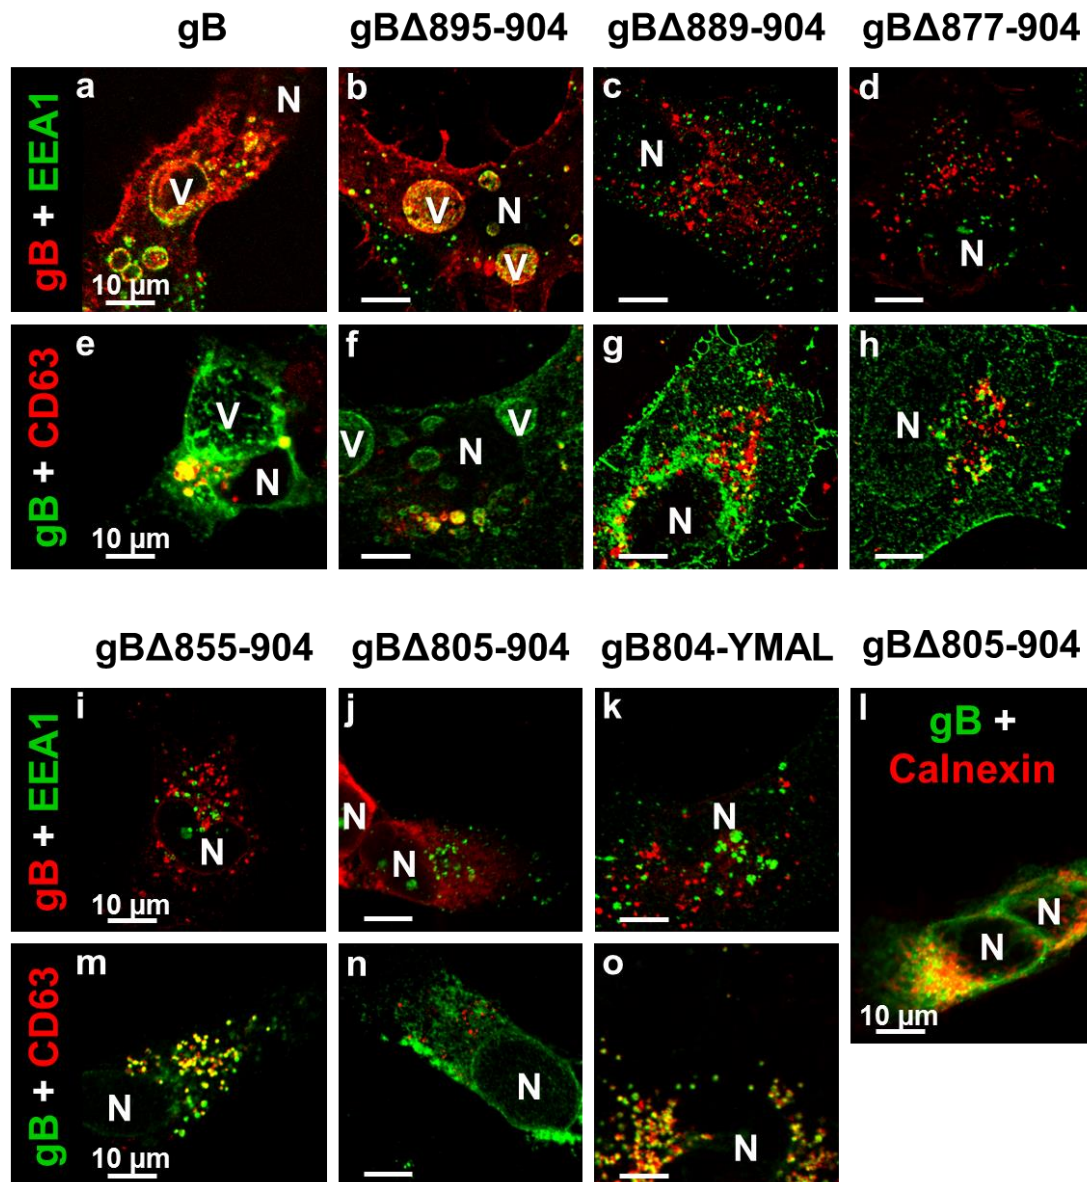 gB gBΔ895-904 gBΔ889-904 gBΔ877-904
gB + EEA1
a N V 10 µm
b V N V
c N
d N
gB + CD63
e V N 10 µm
f V N V
g N
h N
gBΔ855-904 gBΔ805-904 gB804-YMAL gBΔ805-904
gB + EEA1
i N 10 µm
j N N
k N
l gB +
Calnexin
N N
10 µm
gB + CD63
m N 10 µm
n N
o N